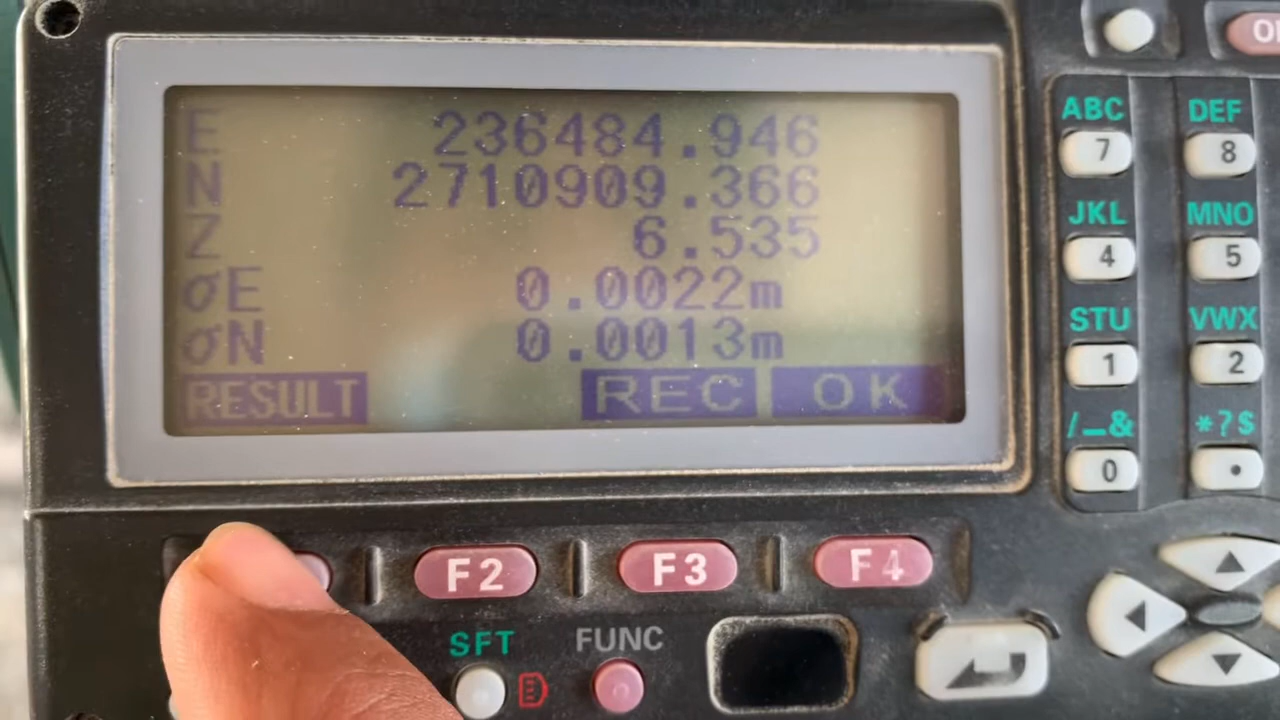 E 236484.946
N 2710909.366
Z 6.535
σE 0.0022m
σN 0.0013m
RESULT REC OK
ABC DEF
7 8
JKL MNO
4 5
STU VWX
1 2
/_& *?$
0 .
F2 F3 F4
SFT FUNC